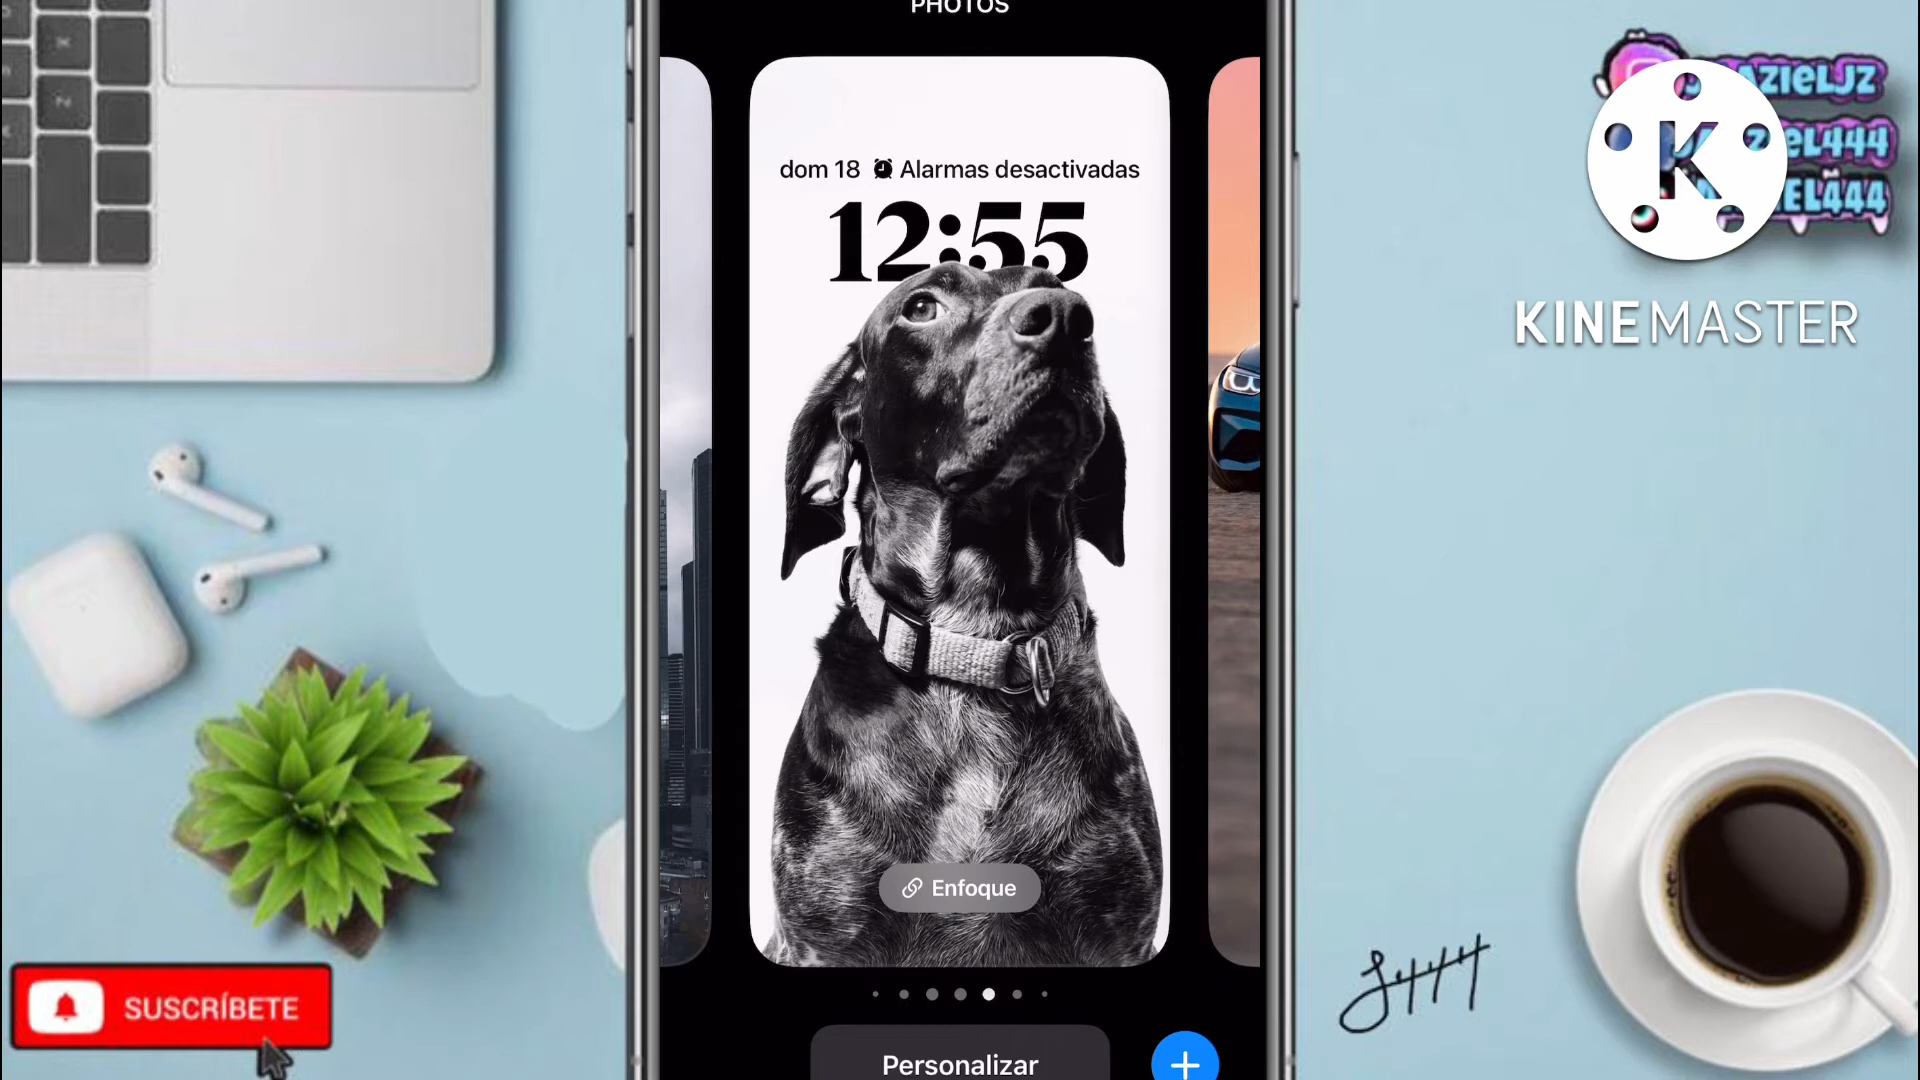 PHOTOS
dom 18 Alarmas desactivadas
12:55
Enfoque
Personalizar
SUSCRÍBETE
K
KINEMASTER